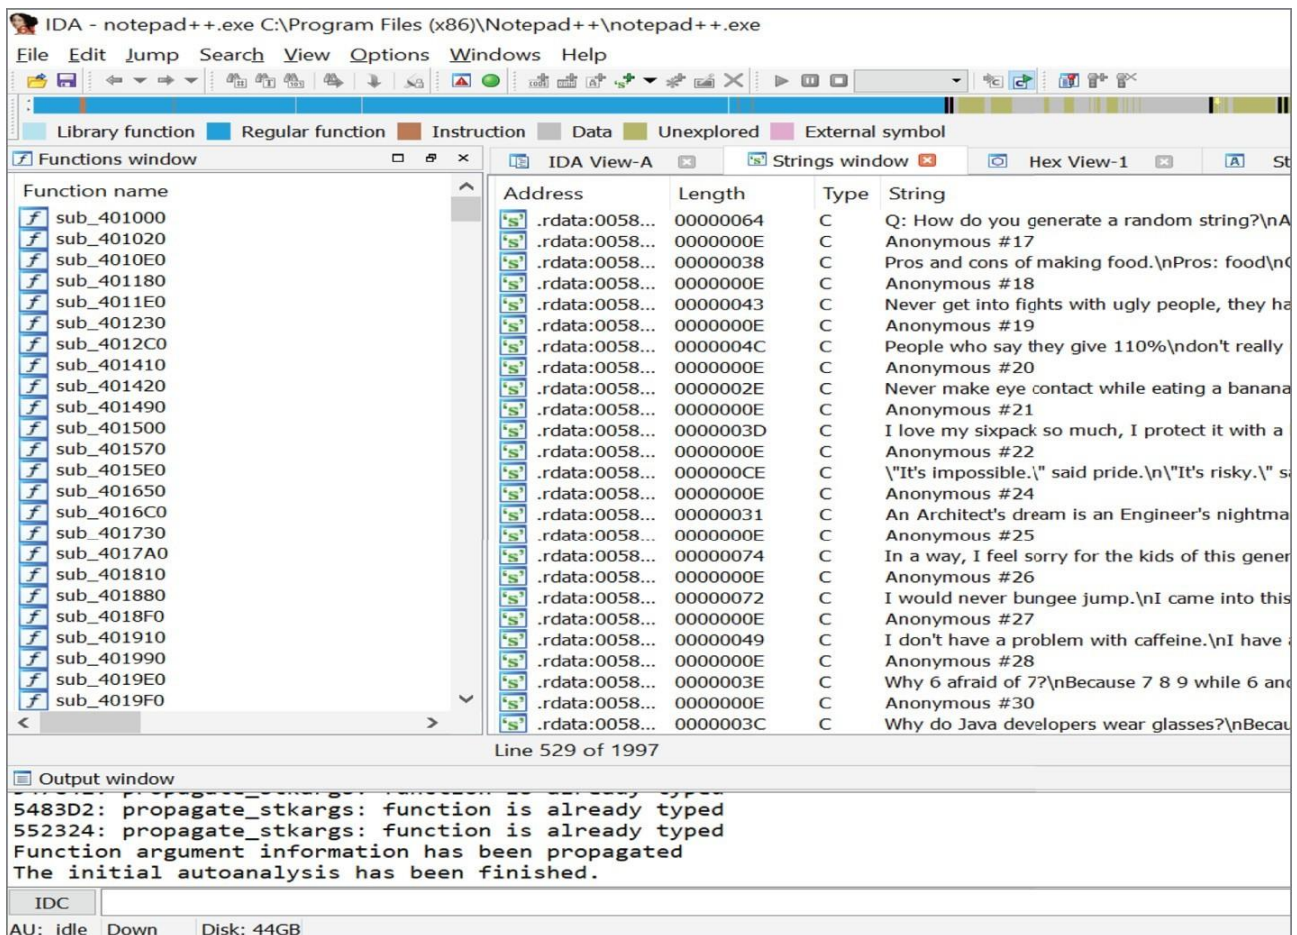 IDA - notepad++.exe C:\Program Files (x86)\Notepad++\notepad++.exe
File Edit Jump Search View Options Windows Help
Library function Regular function Instruction Data Unexplored External symbol
Functions window
Function name
sub_401000
sub_401020
sub_4010E0
sub_401180
sub_4011E0
sub_401230
sub_4012C0
sub_401410
sub_401420
sub_401490
sub_401500
sub_401570
sub_4015E0
sub_401650
sub_4016C0
sub_401730
sub_4017A0
sub_401810
sub_401880
sub_4018F0
sub_401910
sub_401990
sub_4019E0
sub_4019F0
IDA View-A Strings window Hex View-1 St
Address Length Type String
.rdata:0058... 00000064 C Q: How do you generate a random string?\nA
.rdata:0058... 0000000E C Anonymous #17
.rdata:0058... 00000038 C Pros and cons of making food.\nPros: food\nC
.rdata:0058... 0000000E C Anonymous #18
.rdata:0058... 00000043 C Never get into fights with ugly people, they ha
.rdata:0058... 0000000E C Anonymous #19
.rdata:0058... 0000004C C People who say they give 110%\ndon't really
.rdata:0058... 0000000E C Anonymous #20
.rdata:0058... 0000002E C Never make eye contact while eating a banana
.rdata:0058... 0000000E C Anonymous #21
.rdata:0058... 0000003D C I love my sixpack so much, I protect it with a
.rdata:0058... 0000000E C Anonymous #22
.rdata:0058... 000000CE C \"It's impossible.\" said pride.\n\"It's risky.\" sa
.rdata:0058... 0000000E C Anonymous #24
.rdata:0058... 00000031 C An Architect's dream is an Engineer's nightma
.rdata:0058... 0000000E C Anonymous #25
.rdata:0058... 00000074 C In a way, I feel sorry for the kids of this gener
.rdata:0058... 0000000E C Anonymous #26
.rdata:0058... 00000072 C I would never bungee jump.\nI came into this
.rdata:0058... 0000000E C Anonymous #27
.rdata:0058... 00000049 C I don't have a problem with caffeine.\nI have a
.rdata:0058... 0000000E C Anonymous #28
.rdata:0058... 0000003E C Why 6 afraid of 7?\nBecause 7 8 9 while 6 and
.rdata:0058... 0000000E C Anonymous #30
.rdata:0058... 0000003C C Why do Java developers wear glasses?\nBecau
Line 529 of 1997
Output window
5483D2: propagate_stkargs: function is already typed
552324: propagate_stkargs: function is already typed
Function argument information has been propagated
The initial autoanalysis has been finished.
IDC
AU: idle Down Disk: 44GB